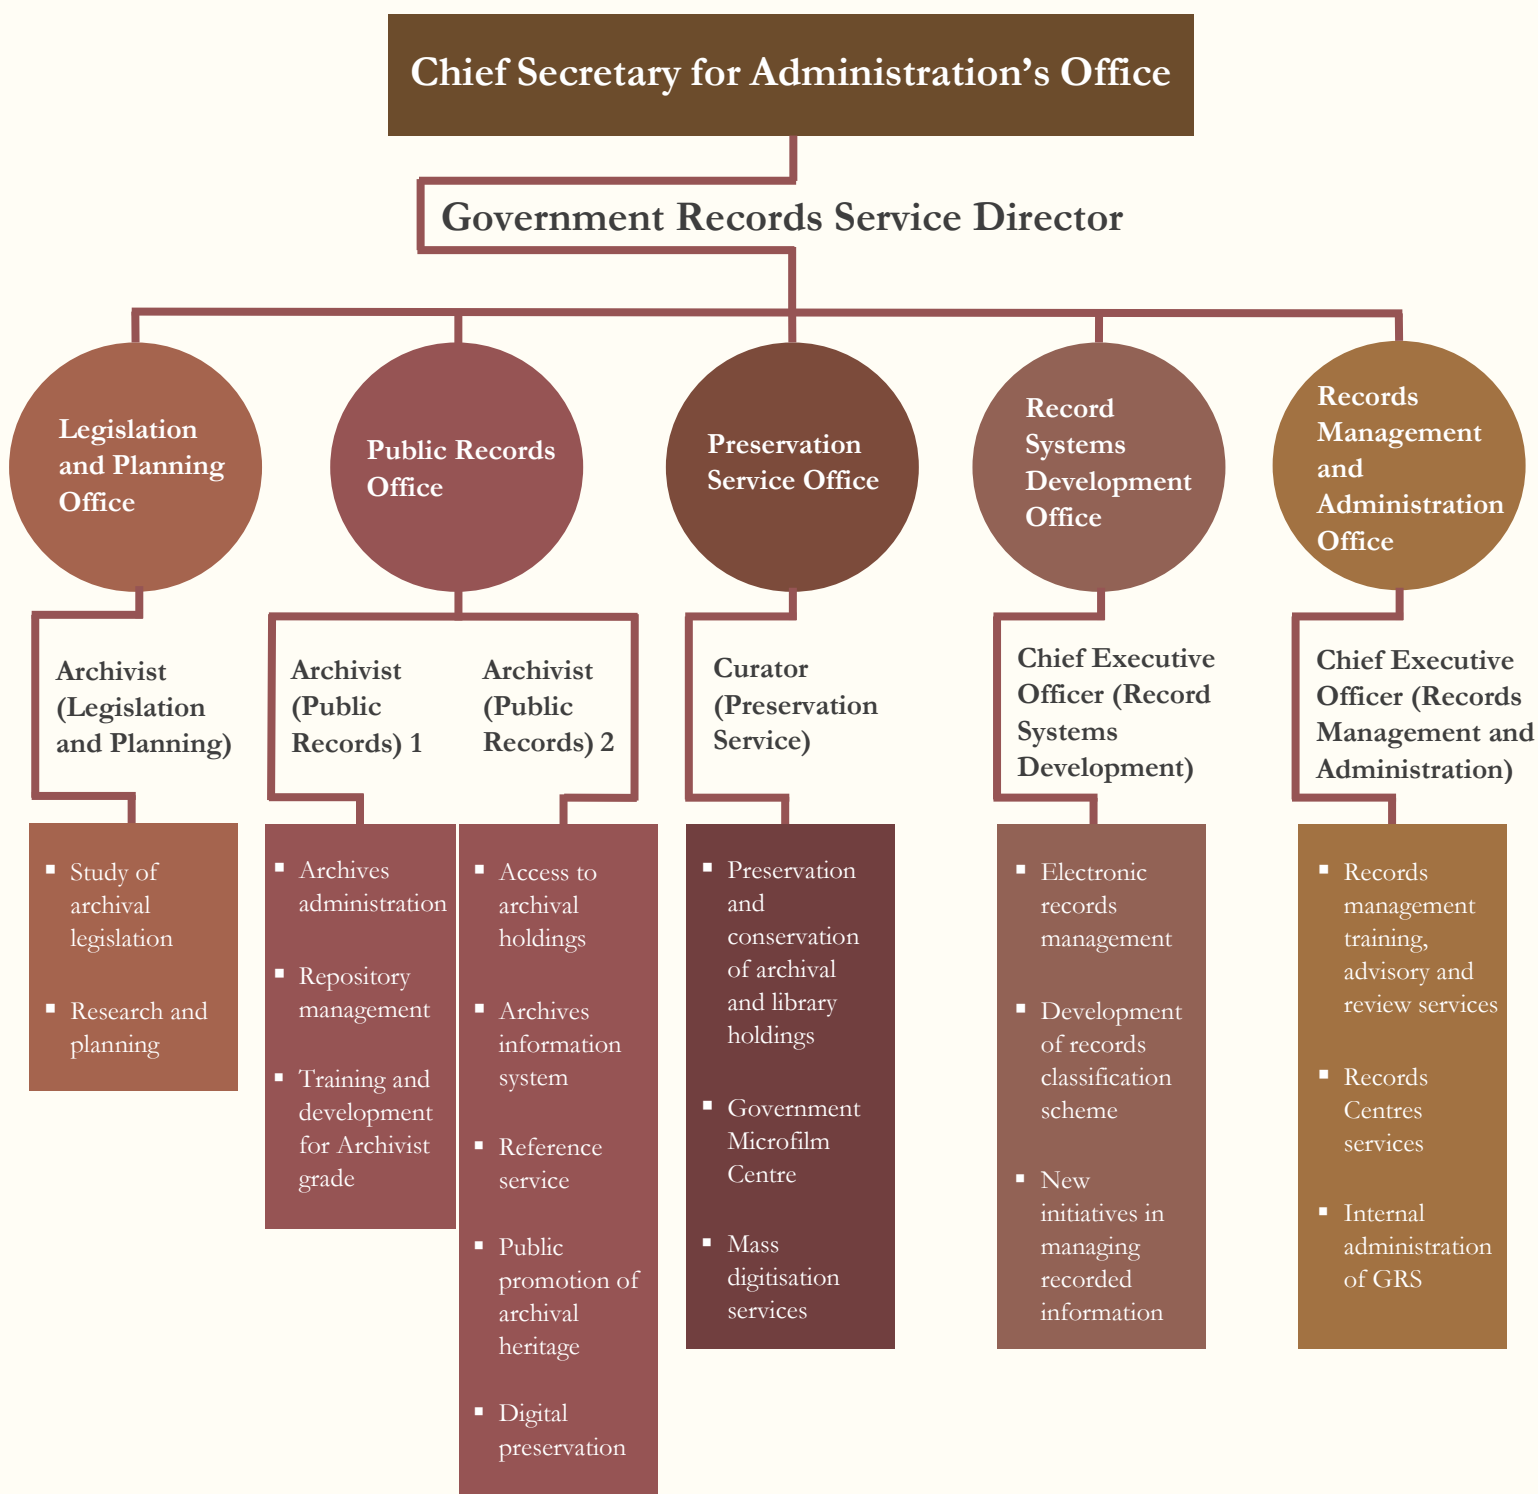 Chief Secretary for Administration's Office
Government Records Service Director
Legislation
and Planning
Office
Public Records
Office
Preservation
Service Office
Record
Systems
Development
Office
Records
Management
and
Administration
Office
Archivist
(Legislation
and Planning)
Archivist
(Public
Records) 1
Archivist
(Public
Records) 2
Curator
(Preservation
Service)
Chief Executive
Officer (Record
Systems
Development)
Chief Executive
Officer (Records
Management and
Administration)
▪ Study of
archival
legislation
▪ Research and
planning
▪ Archives
administration
▪ Repository
management
▪ Training and
development
for Archivist
grade
▪ Access to
archival
holdings
▪ Archives
information
system
▪ Reference
service
▪ Public
promotion of
archival
heritage
▪ Digital
preservation
▪ Preservation
and
conservation
of archival
and library
holdings
▪ Government
Microfilm
Centre
▪ Mass
digitisation
services
▪ Electronic
records
management
▪ Development
of records
classification
scheme
▪ New
initiatives in
managing
recorded
information
▪ Records
management
training,
advisory and
review services
▪ Records
Centres
services
▪ Internal
administration
of GRS